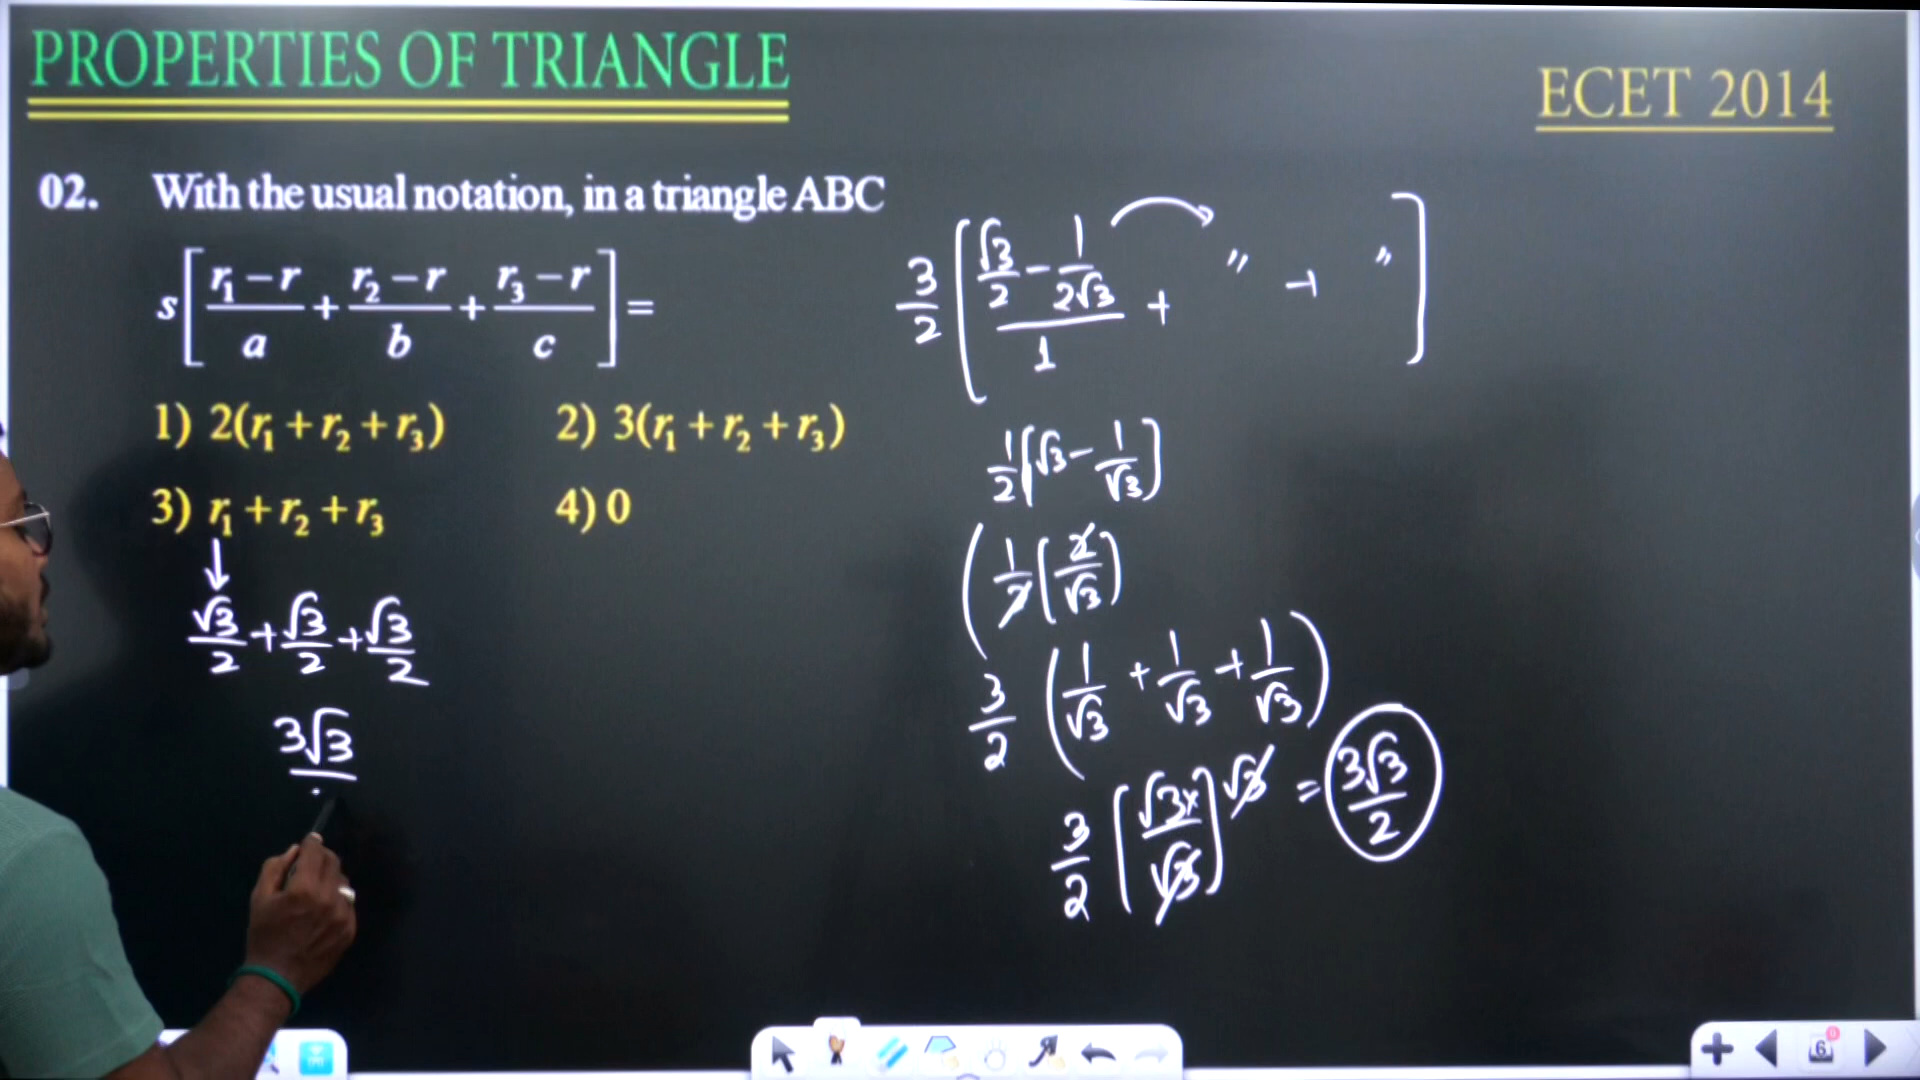 PROPERTIES OF TRIANGLE
ECET 2014
02. With the usual notation, in a triangle ABC
s[(r₁ − r)/a + (r₂ − r)/b + (r₃ − r)/c] =
1) 2(r₁ + r₂ + r₃) 2) 3(r₁ + r₂ + r₃)
3) r₁ + r₂ + r₃ 4) 0
↓
√3/2 + √3/2 + √3/2
3√3
3/2 [(√3/2 − 1/2√3)/1 + " + "]
1/2[√3 − 1/√3]
(1/2(2/√3)
3/2 (1/√3 + 1/√3 + 1/√3)
3/2 [√3×/√3] √3 = 3√3/2
6